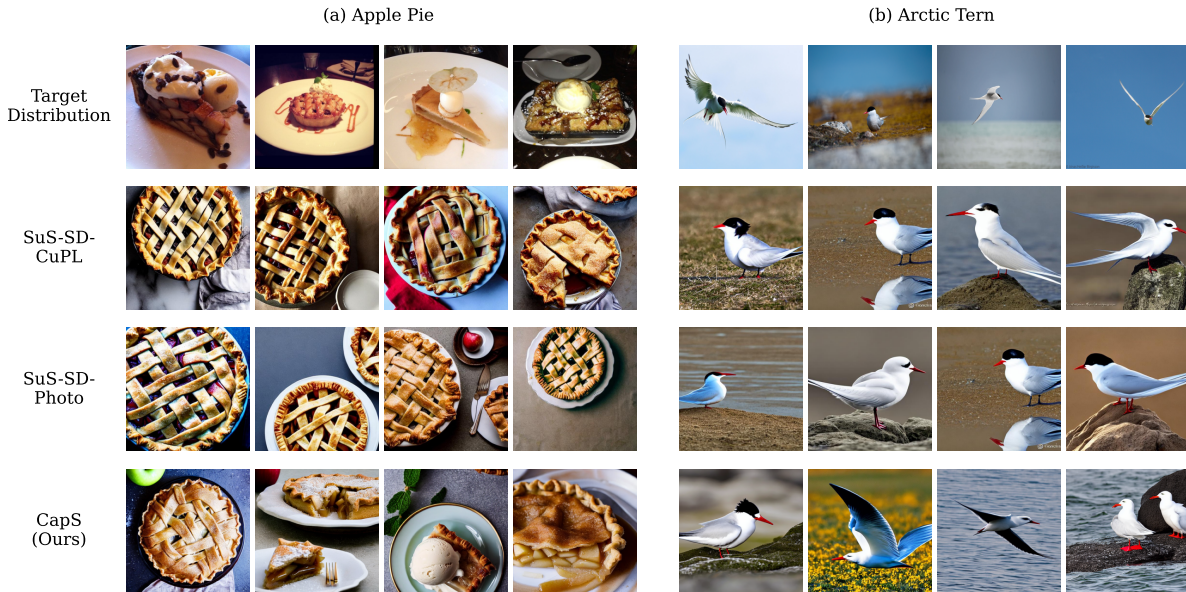 (a) Apple Pie
(b) Arctic Tern
Target
Distribution
SuS-SD-
CuPL
SuS-SD-
Photo
CapS
(Ours)